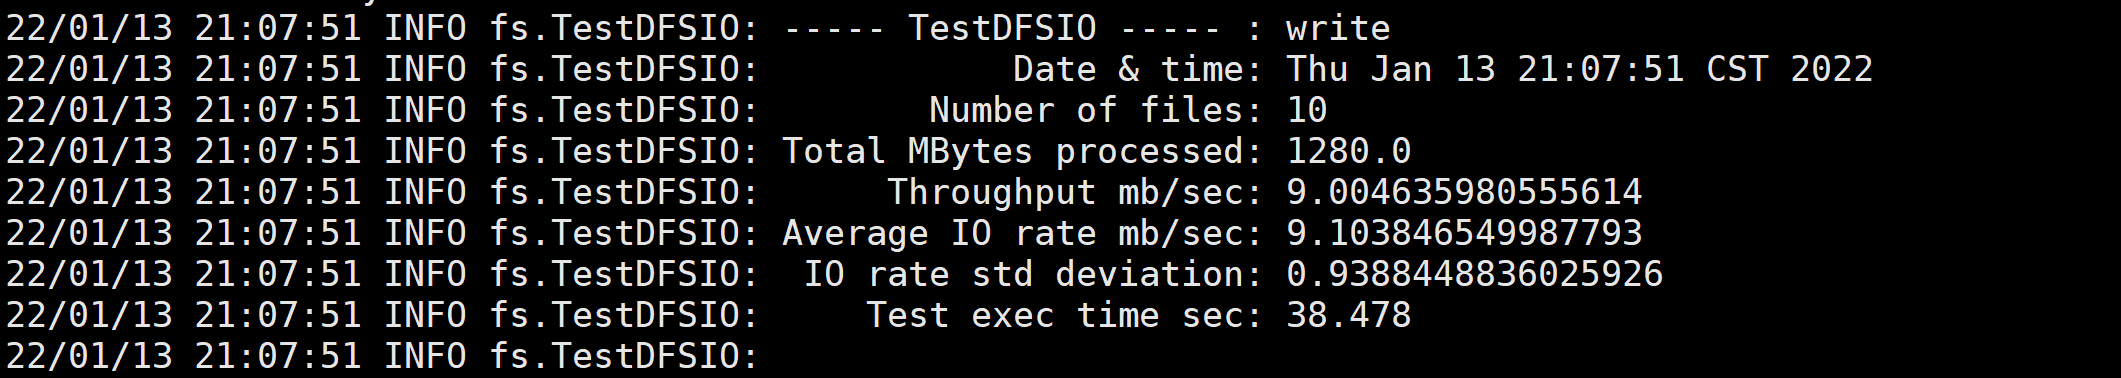 22/01/13 21:07:51 INFO fs.TestDFSIO: ----- TestDFSIO ----- : write
22/01/13 21:07:51 INFO fs.TestDFSIO:            Date & time: Thu Jan 13 21:07:51 CST 2022
22/01/13 21:07:51 INFO fs.TestDFSIO:        Number of files: 10
22/01/13 21:07:51 INFO fs.TestDFSIO: Total MBytes processed: 1280.0
22/01/13 21:07:51 INFO fs.TestDFSIO:      Throughput mb/sec: 9.004635980555614
22/01/13 21:07:51 INFO fs.TestDFSIO: Average IO rate mb/sec: 9.103846549987793
22/01/13 21:07:51 INFO fs.TestDFSIO:  IO rate std deviation: 0.9388448836025926
22/01/13 21:07:51 INFO fs.TestDFSIO:     Test exec time sec: 38.478
22/01/13 21:07:51 INFO fs.TestDFSIO: